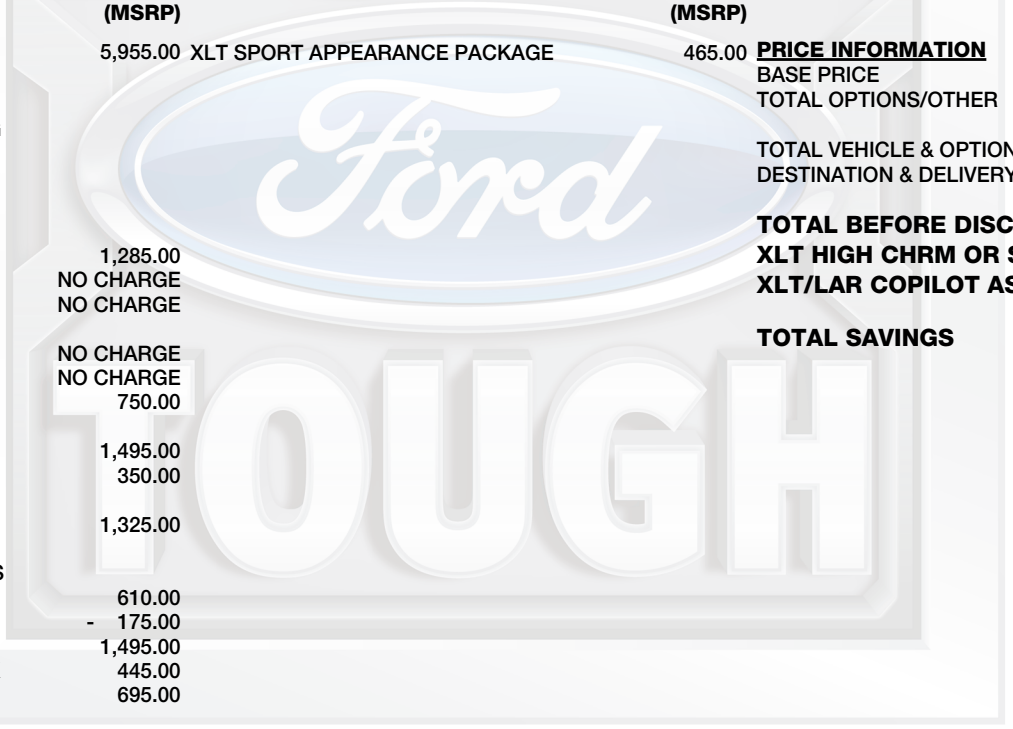 (MSRP)
5,955.00
1,285.00
NO CHARGE
NO CHARGE
NO CHARGE
NO CHARGE
750.00
1,495.00
350.00
1,325.00
S
610.00
- 175.00
1,495.00
445.00
695.00
(MSRP)
XLT SPORT APPEARANCE PACKAGE 465.00
PRICE INFORMATION
BASE PRICE
TOTAL OPTIONS/OTHER
TOTAL VEHICLE & OPTION
DESTINATION & DELIVERY
TOTAL BEFORE DISC
XLT HIGH CHRM OR S
XLT/LAR COPILOT AS
TOTAL SAVINGS
Ford
TOUGH